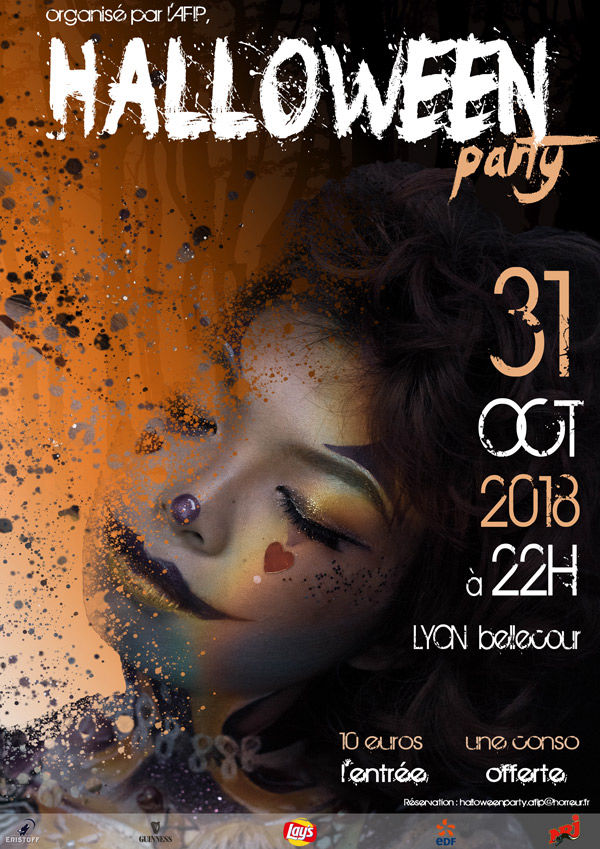 organisé par l'AFIP,
HALLOWEEN
party
31
OCT
2018
à 22H
LYON bellecour
10 euros
l'entrée
une conso
offerte
Réservation : halloweenparty.afip@horreur.fr
ERISTOFF
GUINNESS
Lay's
eDF
NRJ